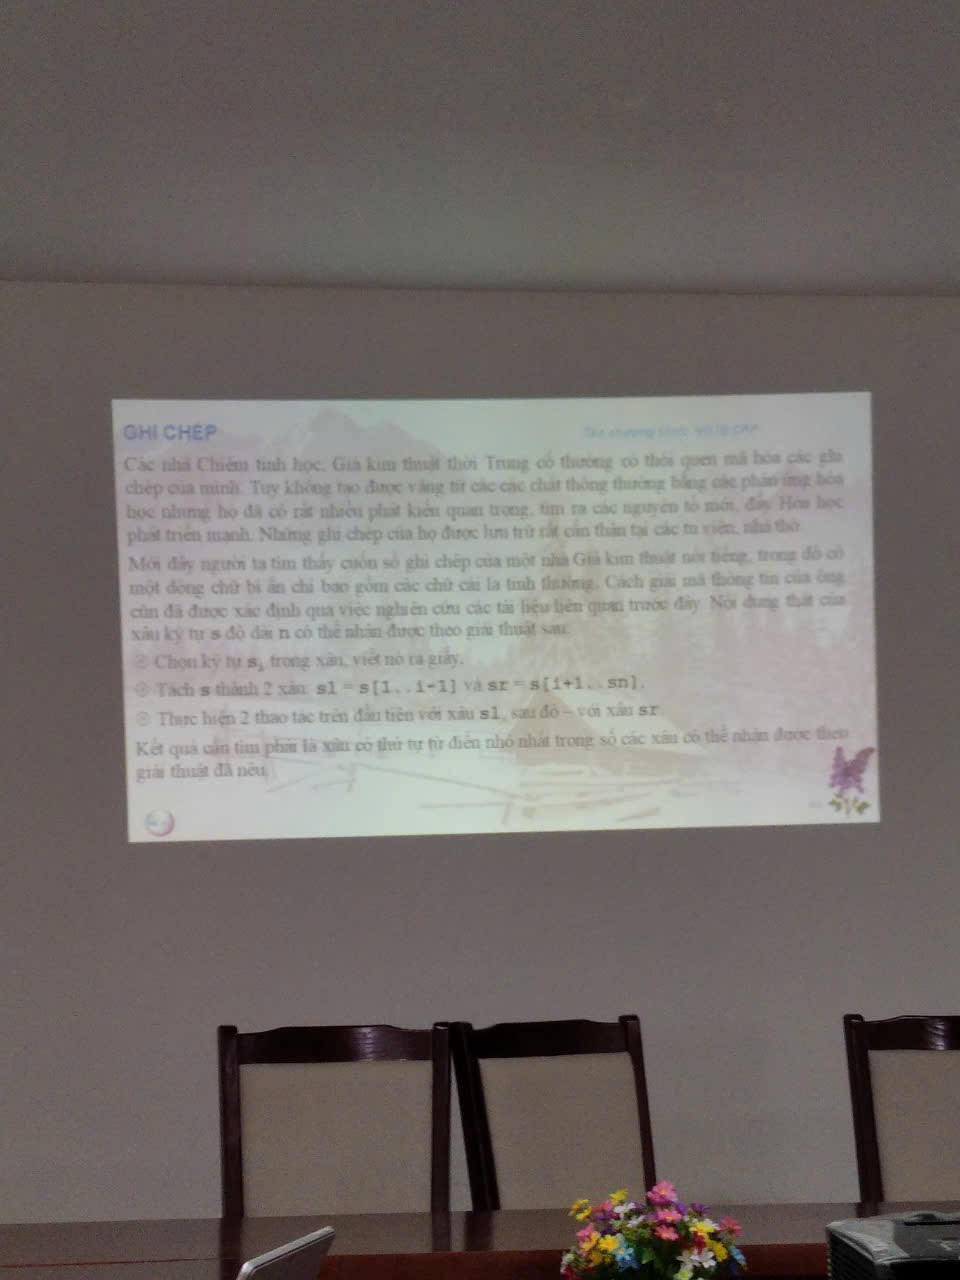 GHI CHÉP
Tên chương trình: NOTESCPP
Các nhà Chiêm tinh học, Giả kim thuật thời Trung cổ thường có thói quen mã hóa các ghi
chép của mình. Tuy không tạo được vàng từ các các chất thông thường bằng các phản ứng hóa
học nhưng họ đã có rất nhiều phát kiến quan trọng, tìm ra các nguyên tố mới, đẩy Hóa học
phát triển mạnh. Những ghi chép của họ được lưu trữ rất cẩn thận tại các tu viện, nhà thờ.
Mới đây người ta tìm thấy cuốn sổ ghi chép của một nhà Giả kim thuật nổi tiếng, trong đó có
một dòng chữ bí ẩn chỉ bao gồm các chữ cái la tinh thường. Cách giải mã thông tin của ông
cũn đã được xác định qua việc nghiên cứu các tài liệu liên quan trước đây. Nội dung thật của
xâu ký tự s độ dài n có thể nhận được theo giải thuật sau:
Chọn ký tự sᵢ trong xâu, viết nó ra giấy,
Tách s thành 2 xâu: sl = s[1..i-1] và sr = s[i+1..sn],
Thực hiện 2 thao tác trên đầu tiên với xâu sl, sau đó – với xâu sr.
Kết quả cần tìm phải là xâu có thứ tự từ điển nhỏ nhất trong số các xâu có thể nhận được theo
giải thuật đã nêu.